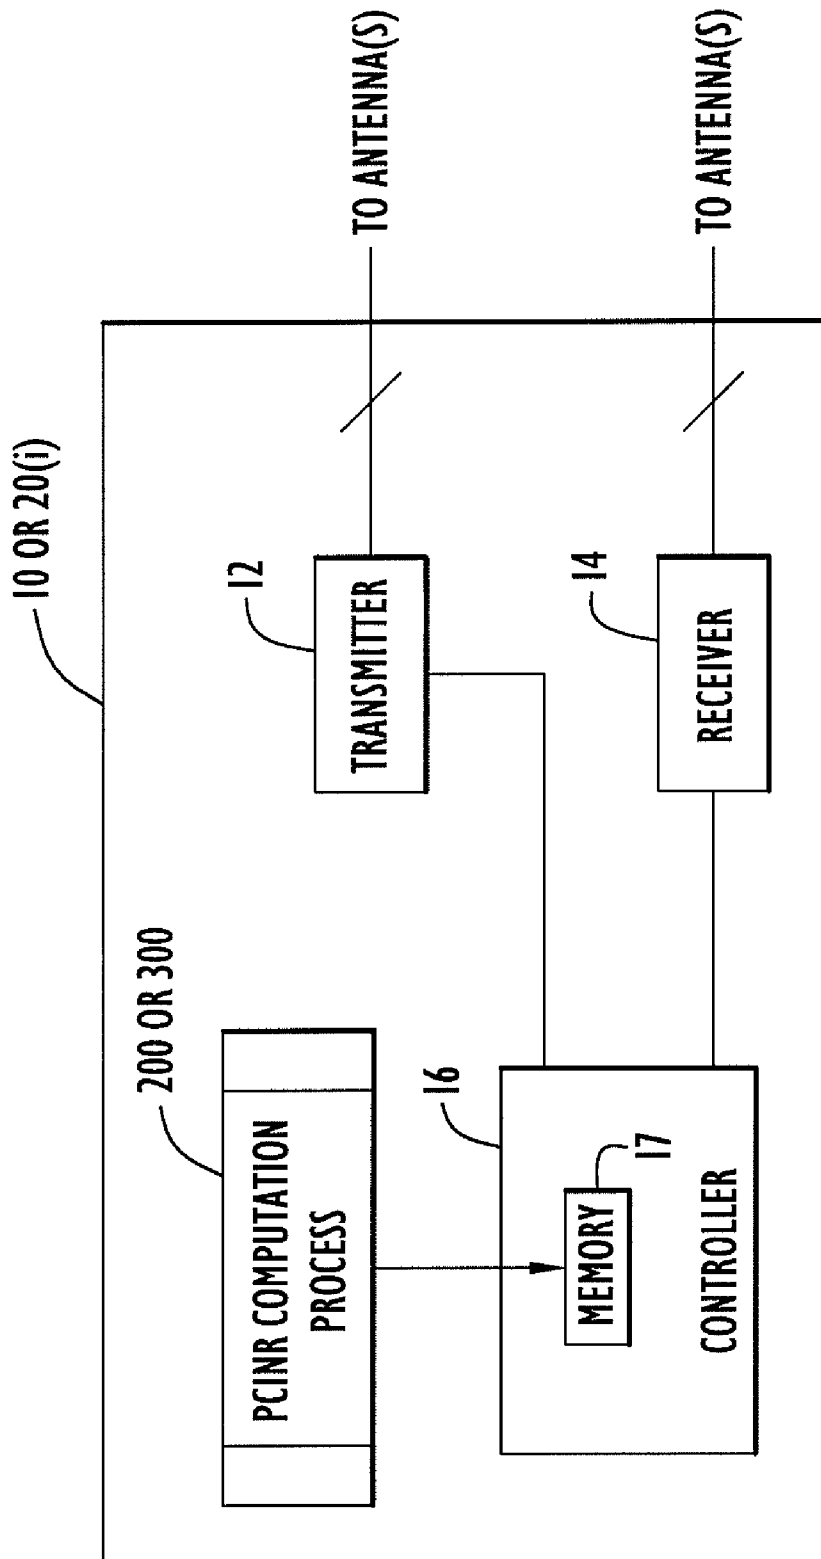 10 OR 20(i)
200 OR 300
PCINR COMPUTATION
PROCESS
12
TRANSMITTER
TO ANTENNA(S)
16
MEMORY
17
CONTROLLER
14
RECEIVER
TO ANTENNA(S)